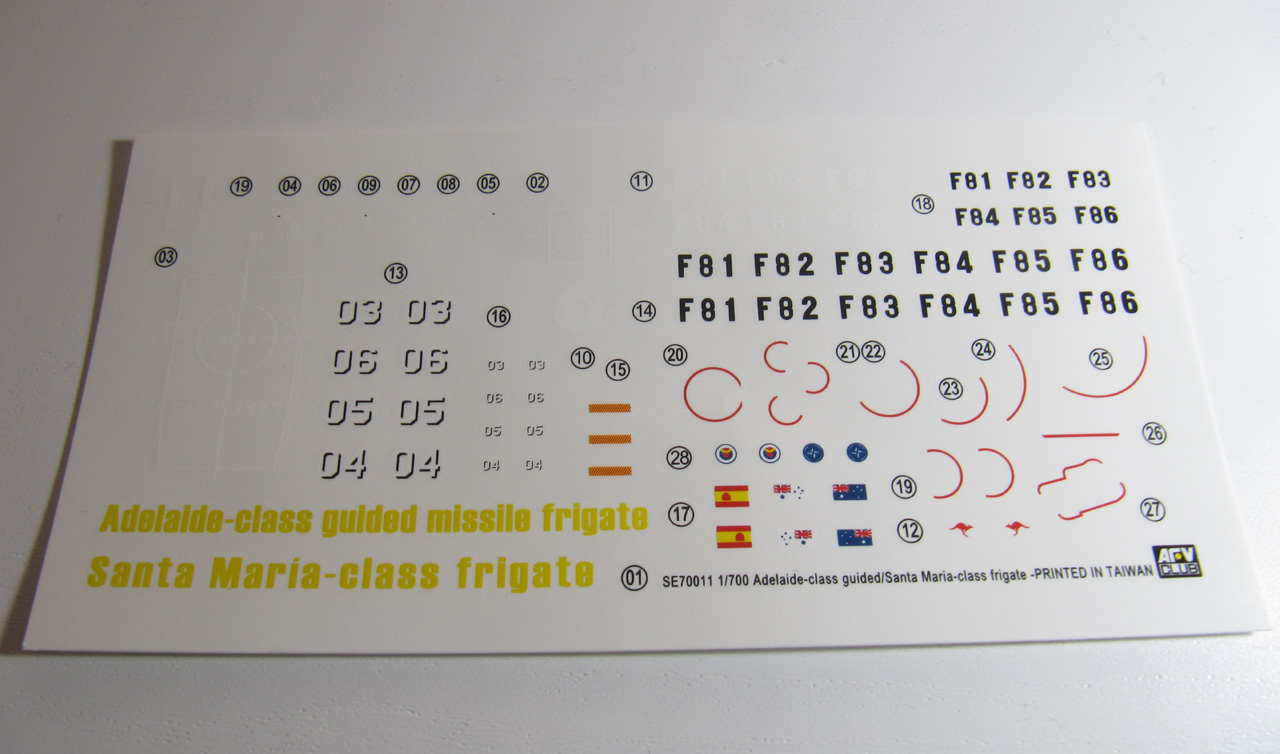 19 04 06 09 07 08 05 02 11
F81 F82 F83
18
F84 F85 F86
03
F81 F82 F83 F84 F85 F86
13
03 03
16
14
F81 F82 F83 F84 F85 F86
06 06
03 03
10
15
20
21 22
24
25
23
05 05
06 06
05 05
04 04
04 04
28
26
19
17
12
27
Adelaide-class guided missile frigate
Santa María-class frigate
01
SE70011 1/700 Adelaide-class guided/Santa Maria-class frigate -PRINTED IN TAIWAN
AFV
CLUB